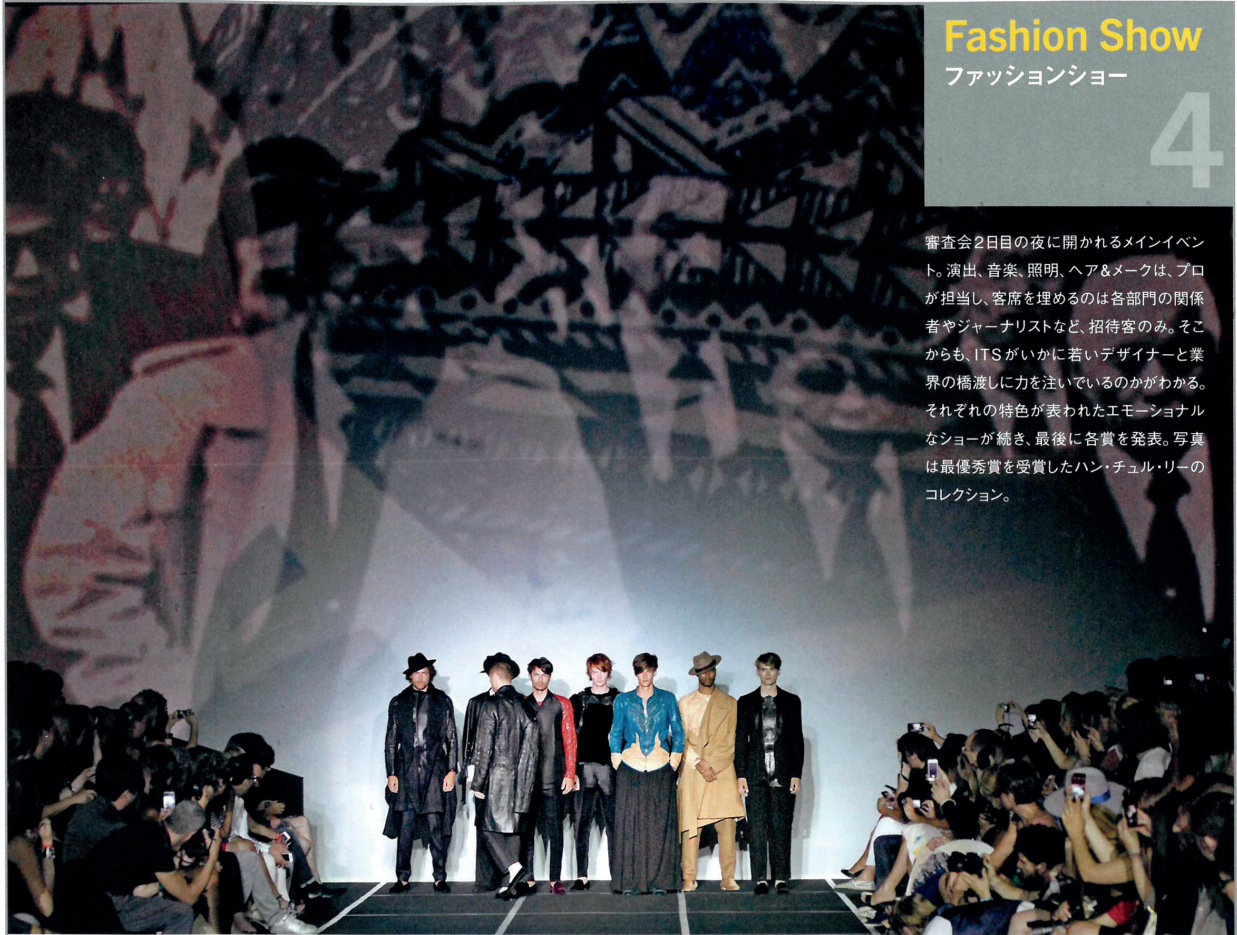 Fashion Show
ファッションショー
4
審査会2日目の夜に開かれるメインイベン
ト。演出、音楽、照明、ヘア&メークは、プロ
が担当し、客席を埋めるのは各部門の関係
者やジャーナリストなど、招待客のみ。そこ
からも、ITSがいかに若いデザイナーと業
界の橋渡しに力を注いでいるのかがわかる。
それぞれの特色が表われたエモーショナル
なショーが続き、最後に各賞を発表。写真
は最優秀賞を受賞したハン・チュル・リーの
コレクション。